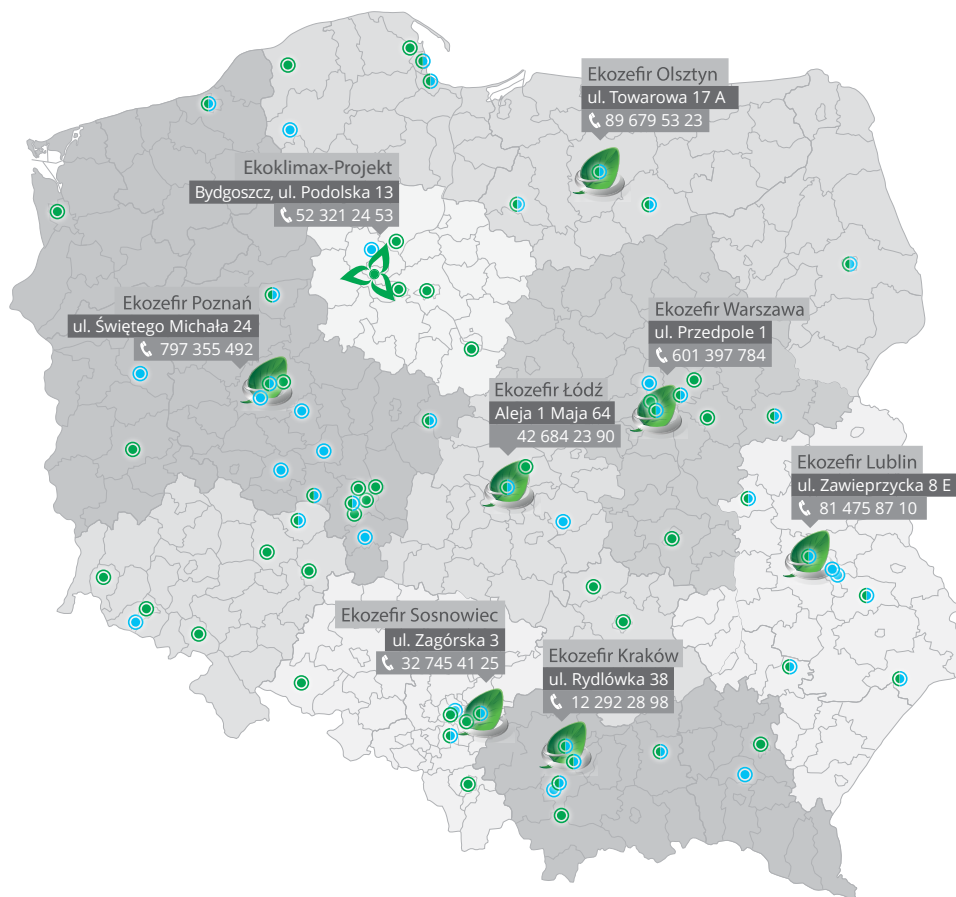 Ekozefir Olsztyn
ul. Towarowa 17 A
89 679 53 23
Ekoklimax-Projekt
Bydgoszcz, ul. Podolska 13
52 321 24 53
Ekozefir Poznań
ul. Świętego Michała 24
797 355 492
Ekozefir Warszawa
ul. Przedpole 1
601 397 784
Ekozefir Łódź
Aleja 1 Maja 64
42 684 23 90
Ekozefir Lublin
ul. Zawieprzycka 8 E
81 475 87 10
Ekozefir Sosnowiec
ul. Zagórska 3
32 745 41 25
Ekozefir Kraków
ul. Rydlówka 38
12 292 28 98